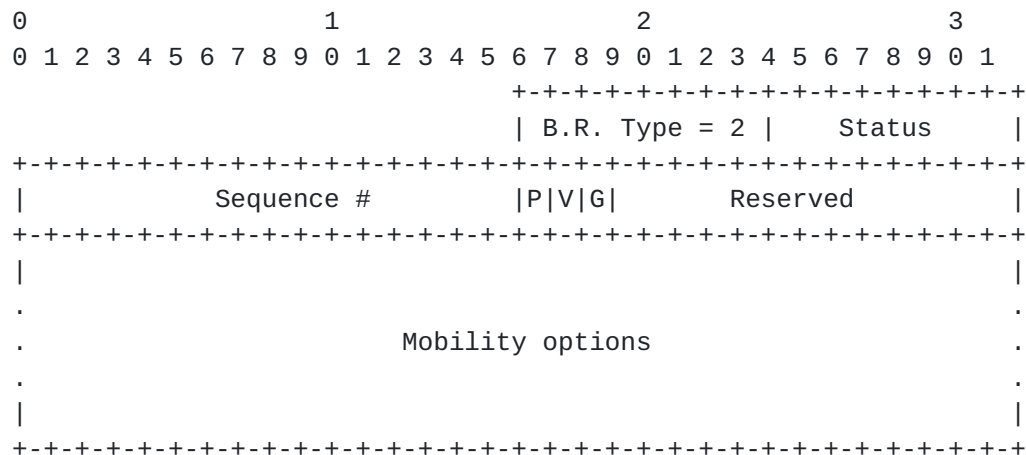 0                   1                   2                   3
0 1 2 3 4 5 6 7 8 9 0 1 2 3 4 5 6 7 8 9 0 1 2 3 4 5 6 7 8 9 0 1
                                +-+-+-+-+-+-+-+-+-+-+-+-+-+-+-+-+
                                | B.R. Type = 2 |    Status     |
+-+-+-+-+-+-+-+-+-+-+-+-+-+-+-+-+-+-+-+-+-+-+-+-+-+-+-+-+-+-+-+-+
|            Sequence #         |P|V|G|       Reserved          |
+-+-+-+-+-+-+-+-+-+-+-+-+-+-+-+-+-+-+-+-+-+-+-+-+-+-+-+-+-+-+-+-+
|                                                               |
.                                                               .
.                        Mobility options                       .
.                                                               .
|                                                               |
+-+-+-+-+-+-+-+-+-+-+-+-+-+-+-+-+-+-+-+-+-+-+-+-+-+-+-+-+-+-+-+-+